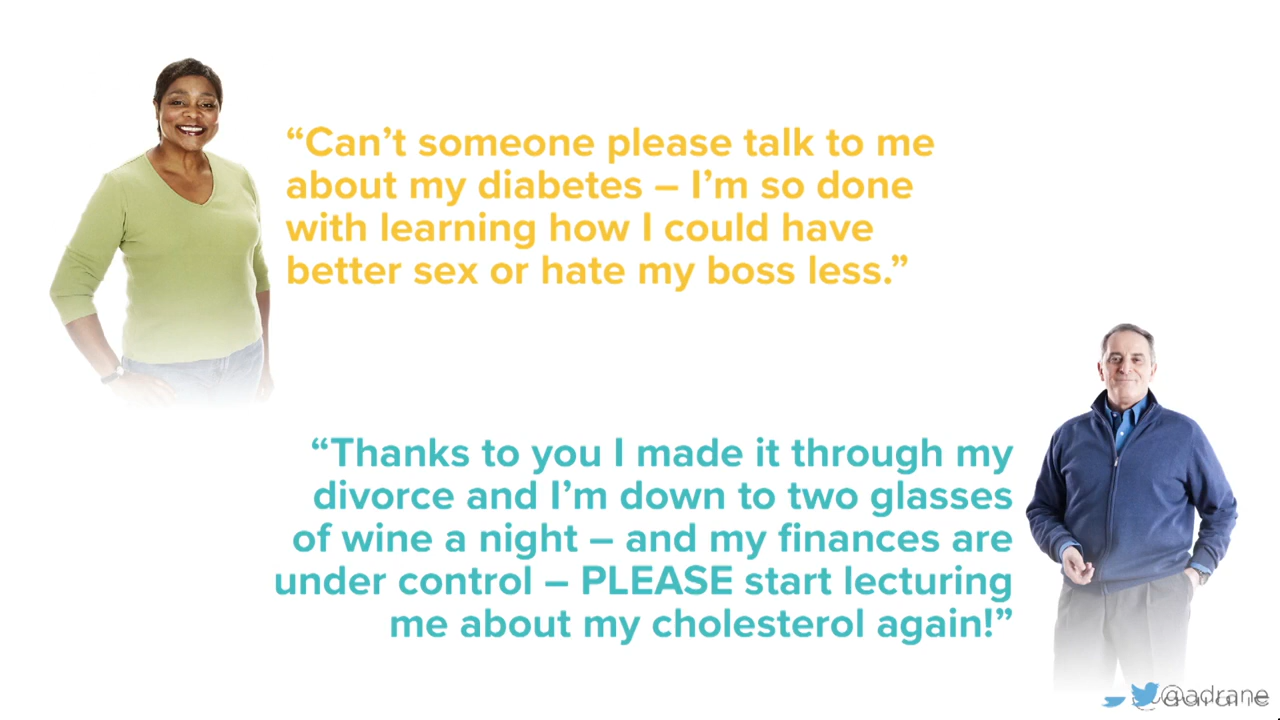 “Can’t someone please talk to me
about my diabetes – I’m so done
with learning how I could have
better sex or hate my boss less.”
“Thanks to you I made it through my
divorce and I’m down to two glasses
of wine a night – and my finances are
under control – PLEASE start lecturing
me about my cholesterol again!”
@adrane